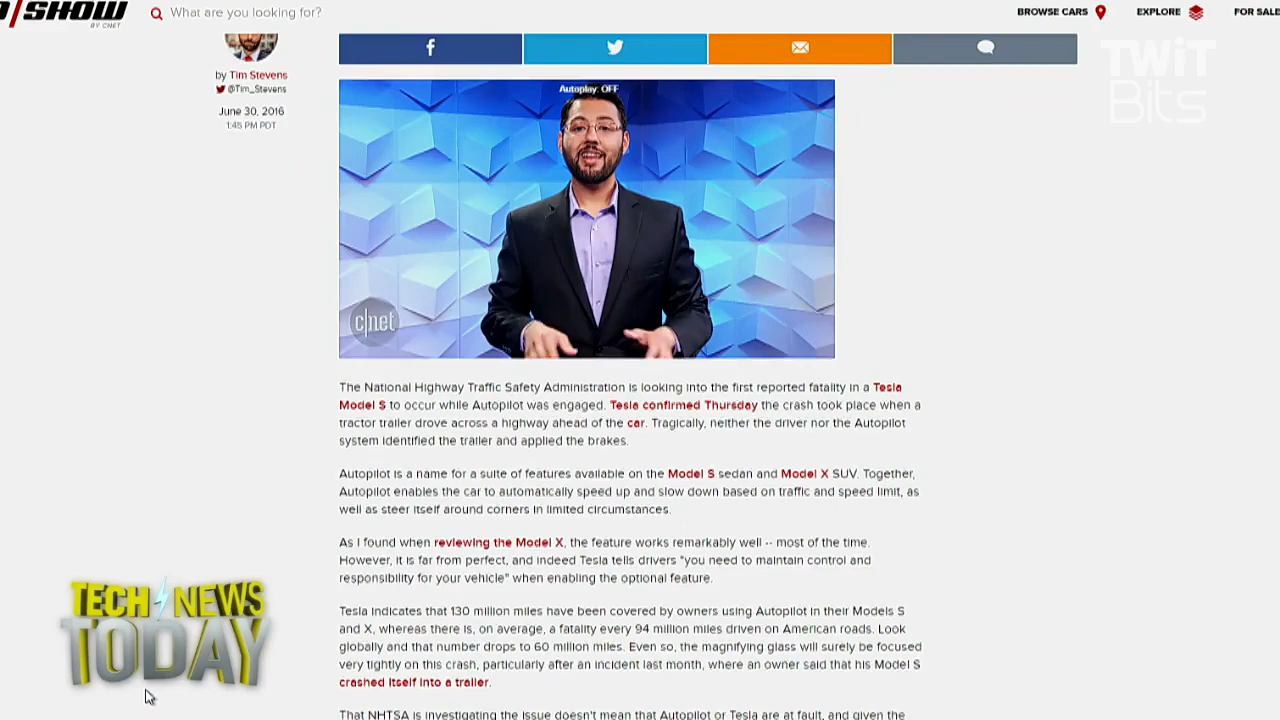 /SHOW
BY CNET
What are you looking for?
BROWSE CARS
EXPLORE
FOR SALE
by Tim Stevens
@Tim_Stevens
June 30, 2016
1:45 PM PDT
f
TWiT
Bits
Autoplay: OFF
c|net
The National Highway Traffic Safety Administration is looking into the first reported fatality in a Tesla
Model S to occur while Autopilot was engaged. Tesla confirmed Thursday the crash took place when a
tractor trailer drove across a highway ahead of the car. Tragically, neither the driver nor the Autopilot
system identified the trailer and applied the brakes.
Autopilot is a name for a suite of features available on the Model S sedan and Model X SUV. Together,
Autopilot enables the car to automatically speed up and slow down based on traffic and speed limit, as
well as steer itself around corners in limited circumstances.
As I found when reviewing the Model X, the feature works remarkably well -- most of the time.
However, it is far from perfect, and indeed Tesla tells drivers "you need to maintain control and
responsibility for your vehicle" when enabling the optional feature.
Tesla indicates that 130 million miles have been covered by owners using Autopilot in their Models S
and X, whereas there is, on average, a fatality every 94 million miles driven on American roads. Look
globally and that number drops to 60 million miles. Even so, the magnifying glass will surely be focused
very tightly on this crash, particularly after an incident last month, where an owner said that his Model S
crashed itself into a trailer.
That NHTSA is investigating the issue doesn't mean that Autopilot or Tesla are at fault, and given the
TECH NEWS
TODAY